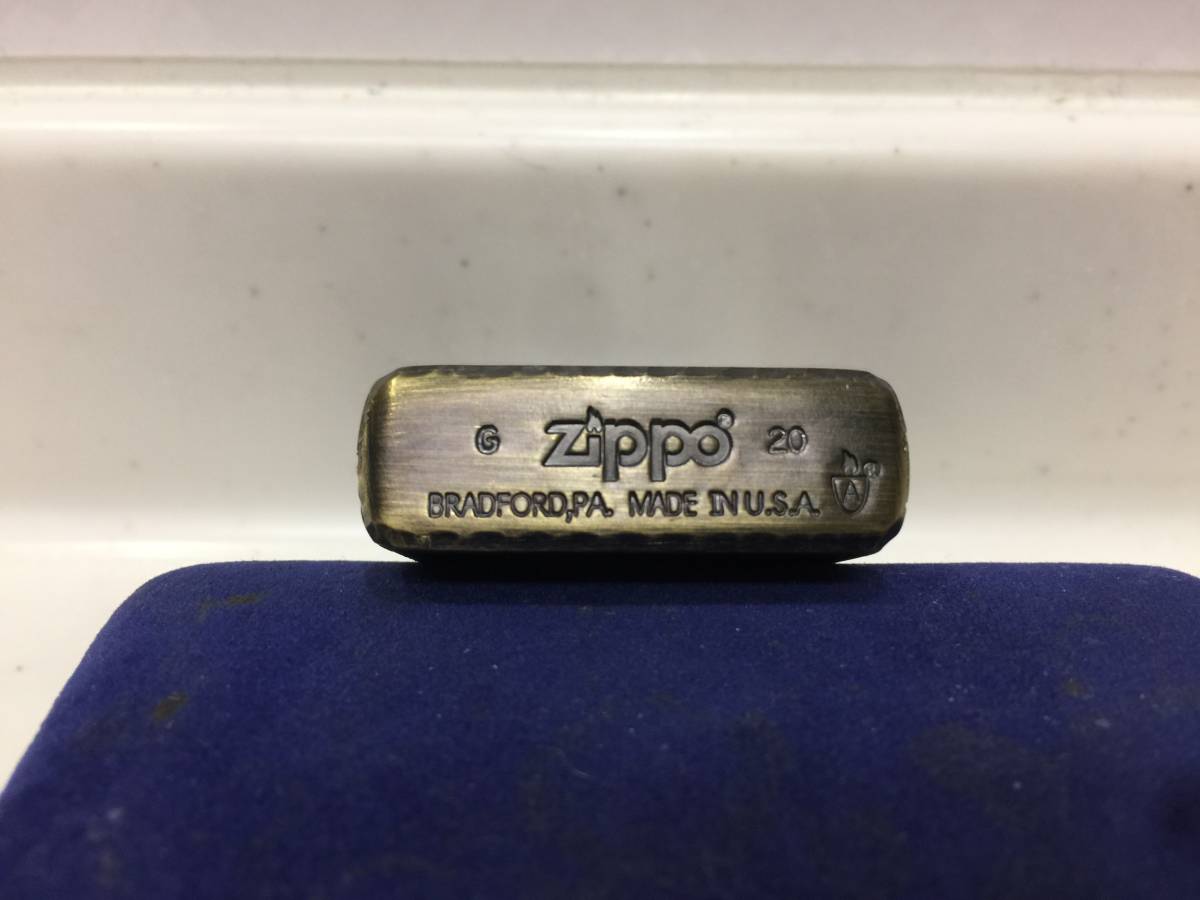 G zippo® 20
A ®
BRADFORD,PA. MADE IN U.S.A.